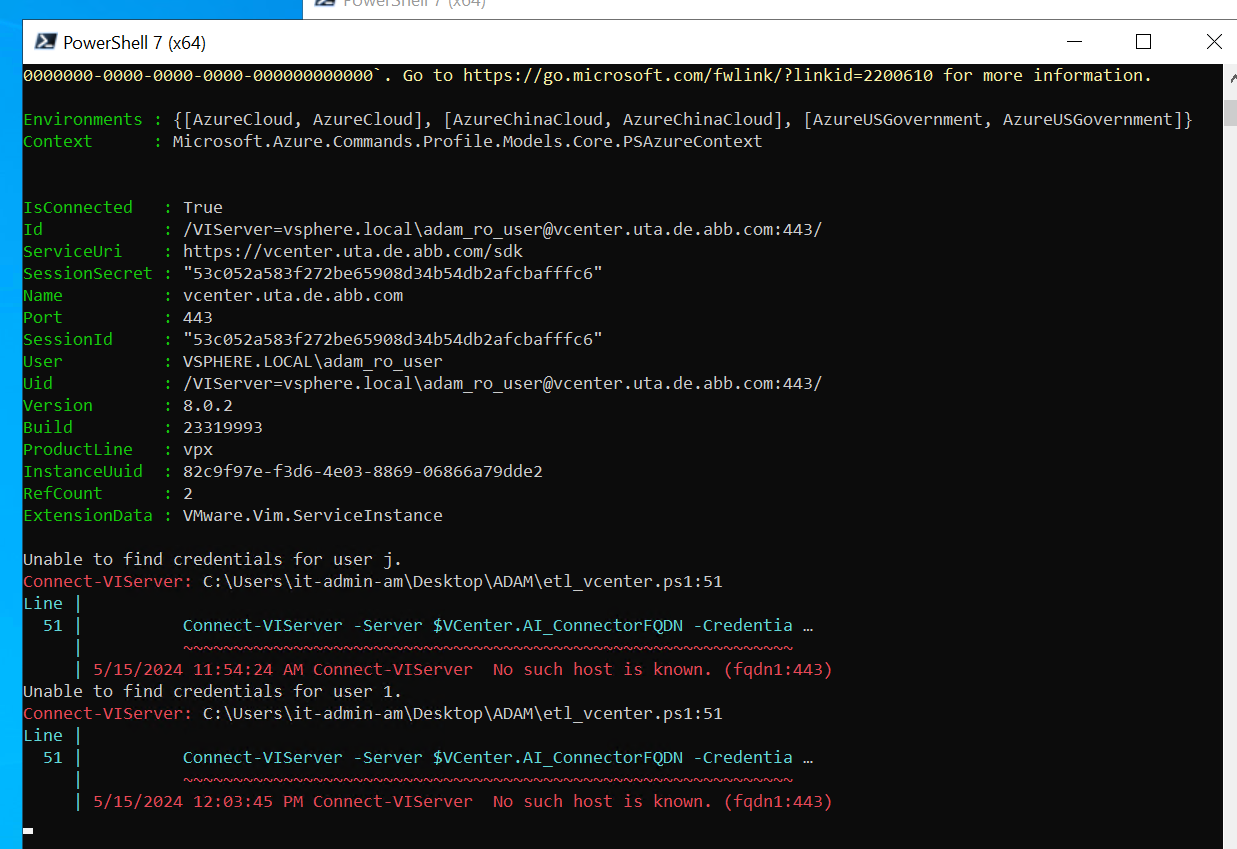 PowerShell 7 (x64)
PowerShell 7 (x64)
0000000-0000-0000-0000-000000000000`. Go to https://go.microsoft.com/fwlink/?linkid=2200610 for more information.
Environments : {[AzureCloud, AzureCloud], [AzureChinaCloud, AzureChinaCloud], [AzureUSGovernment, AzureUSGovernment]}
Context : Microsoft.Azure.Commands.Profile.Models.Core.PSAzureContext
IsConnected : True
Id : /VIServer=vsphere.local\adam_ro_user@vcenter.uta.de.abb.com:443/
ServiceUri : https://vcenter.uta.de.abb.com/sdk
SessionSecret : "53c052a583f272be65908d34b54db2afcbafffc6"
Name : vcenter.uta.de.abb.com
Port : 443
SessionId : "53c052a583f272be65908d34b54db2afcbafffc6"
User : VSPHERE.LOCAL\adam_ro_user
Uid : /VIServer=vsphere.local\adam_ro_user@vcenter.uta.de.abb.com:443/
Version : 8.0.2
Build : 23319993
ProductLine : vpx
InstanceUuid : 82c9f97e-f3d6-4e03-8869-06866a79dde2
RefCount : 2
ExtensionData : VMware.Vim.ServiceInstance
Unable to find credentials for user j.
Connect-VIServer: C:\Users\it-admin-am\Desktop\ADAM\etl_vcenter.ps1:51
Line |
51 | Connect-VIServer -Server $VCenter.AI_ConnectorFQDN -Credentia …
| ~~~~~~~~~~~~~~~~~~~~~~~~~~~~~~~~~~~~~~~~~~~~~~~~~~~~~~~~~~~~~
| 5/15/2024 11:54:24 AM Connect-VIServer No such host is known. (fqdn1:443)
Unable to find credentials for user 1.
Connect-VIServer: C:\Users\it-admin-am\Desktop\ADAM\etl_vcenter.ps1:51
Line |
51 | Connect-VIServer -Server $VCenter.AI_ConnectorFQDN -Credentia …
| ~~~~~~~~~~~~~~~~~~~~~~~~~~~~~~~~~~~~~~~~~~~~~~~~~~~~~~~~~~~~~
| 5/15/2024 12:03:45 PM Connect-VIServer No such host is known. (fqdn1:443)